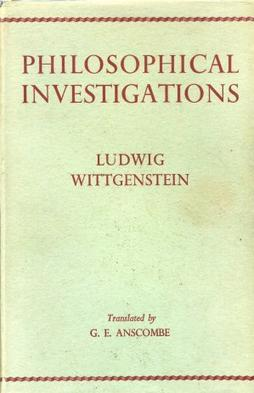 PHILOSOPHICAL
INVESTIGATIONS
LUDWIG
WITTGENSTEIN
Translated by
G. E. ANSCOMBE